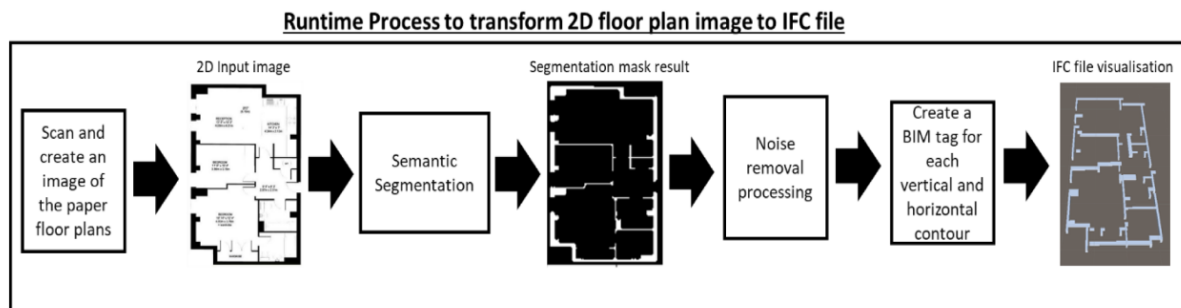 Runtime Process to transform 2D floor plan image to IFC file
2D Input image
Segmentation mask result
IFC file visualisation
Scan and
create an
image of
the paper
floor plans
Semantic
Segmentation
Noise
removal
processing
Create a
BIM tag for
each
vertical and
horizontal
contour